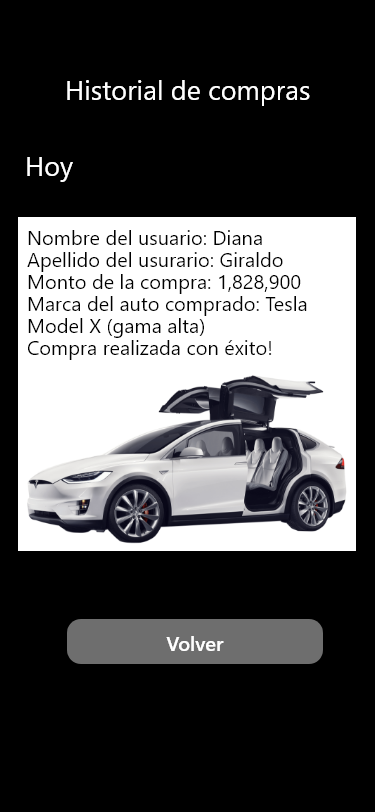 Historial de compras
Hoy
Nombre del usuario: Diana
Apellido del usurario: Giraldo
Monto de la compra: 1,828,900
Marca del auto comprado: Tesla
Model X (gama alta)
Compra realizada con éxito!
Volver